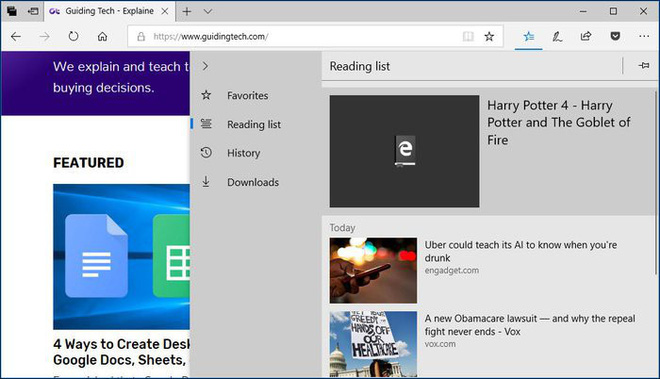 Guiding Tech - Explaine
https://www.guidingtech.com/
We explain and teach t
buying decisions.
FEATURED
4 Ways to Create Desk
Google Docs, Sheets,
Favorites
Reading list
History
Downloads
Reading list
Harry Potter 4 - Harry
Potter and The Goblet of
Fire
Today
Uber could teach its AI to know when you're
drunk
engadget.com
A new Obamacare lawsuit — and why the repeal
fight never ends - Vox
vox.com
GREEDY
HANDS OFF
OUR
HEALTHCARE